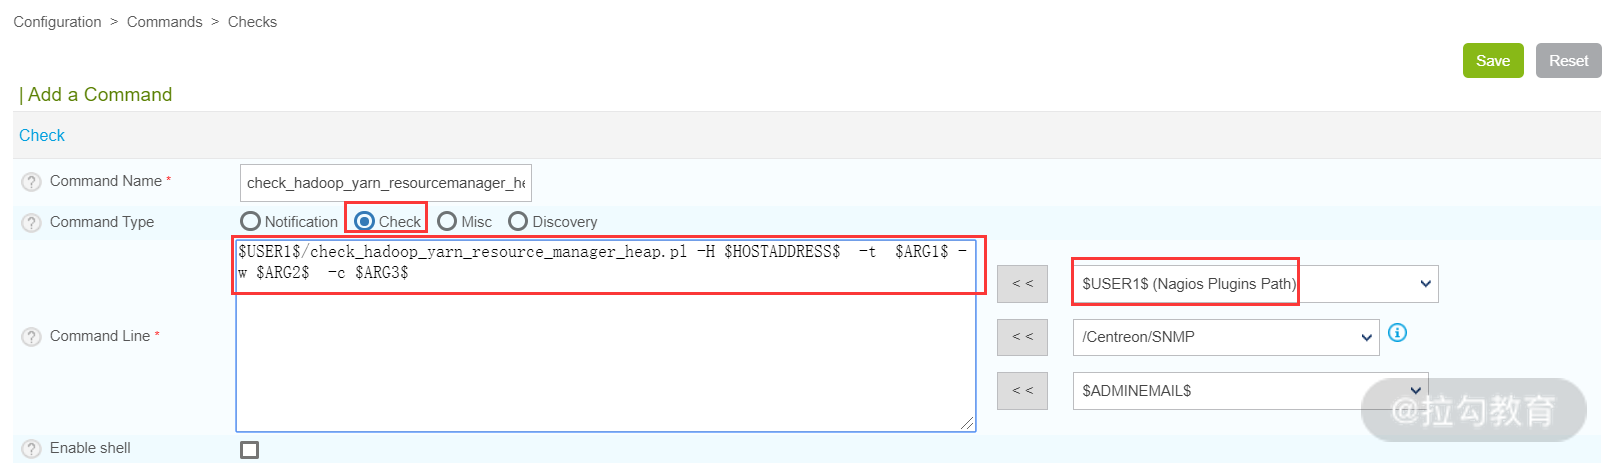 Configuration > Commands > Checks
Save
Reset
| Add a Command
Check
? Command Name *
check_hadoop_yarn_resourcemanager_he
? Command Type
Notification
Check
Misc
Discovery
$USER1$/check_hadoop_yarn_resource_manager_heap.pl -H $HOSTADDRESS$ -t $ARG1$ -
w $ARG2$ -c $ARG3$
< <
$USER1$ (Nagios Plugins Path)
? Command Line *
< <
/Centreon/SNMP
i
< <
$ADMINEMAIL$
@拉勾教育
? Enable shell